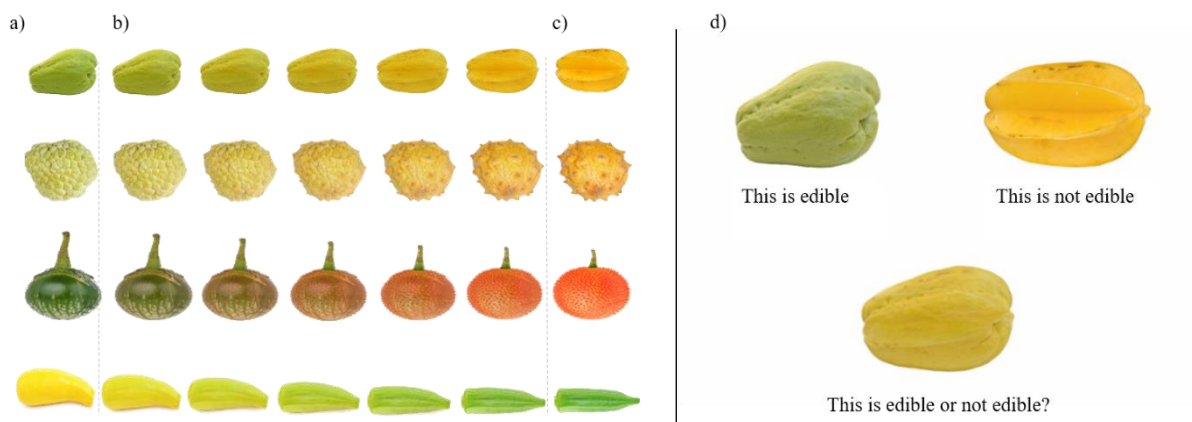 a)
b)
c)
d)
This is edible
This is not edible
This is edible or not edible?